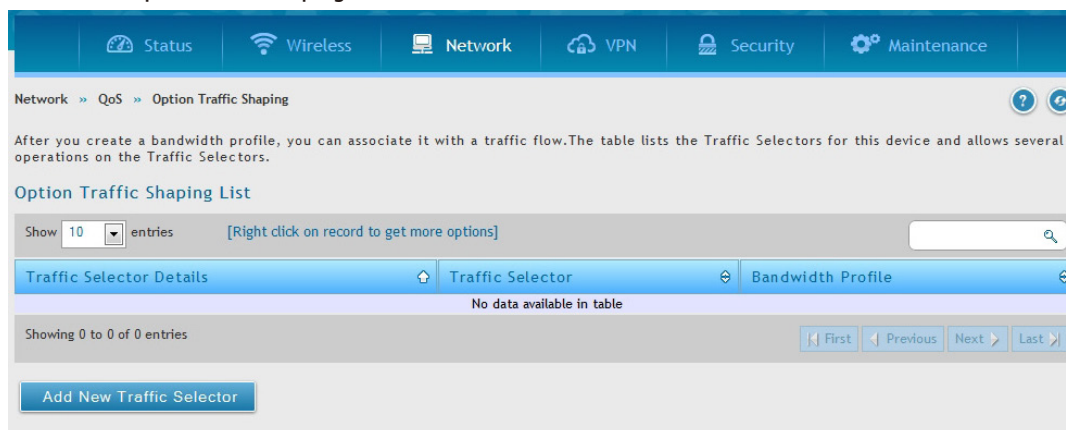 Status Wireless Network VPN Security Maintenance
Network » QoS » Option Traffic Shaping
After you create a bandwidth profile, you can associate it with a traffic flow.The table lists the Traffic Selectors for this device and allows several
operations on the Traffic Selectors.
Option Traffic Shaping List
Show 10 entries [Right click on record to get more options]
Traffic Selector Details Traffic Selector Bandwidth Profile
No data available in table
Showing 0 to 0 of 0 entries First Previous Next Last
Add New Traffic Selector